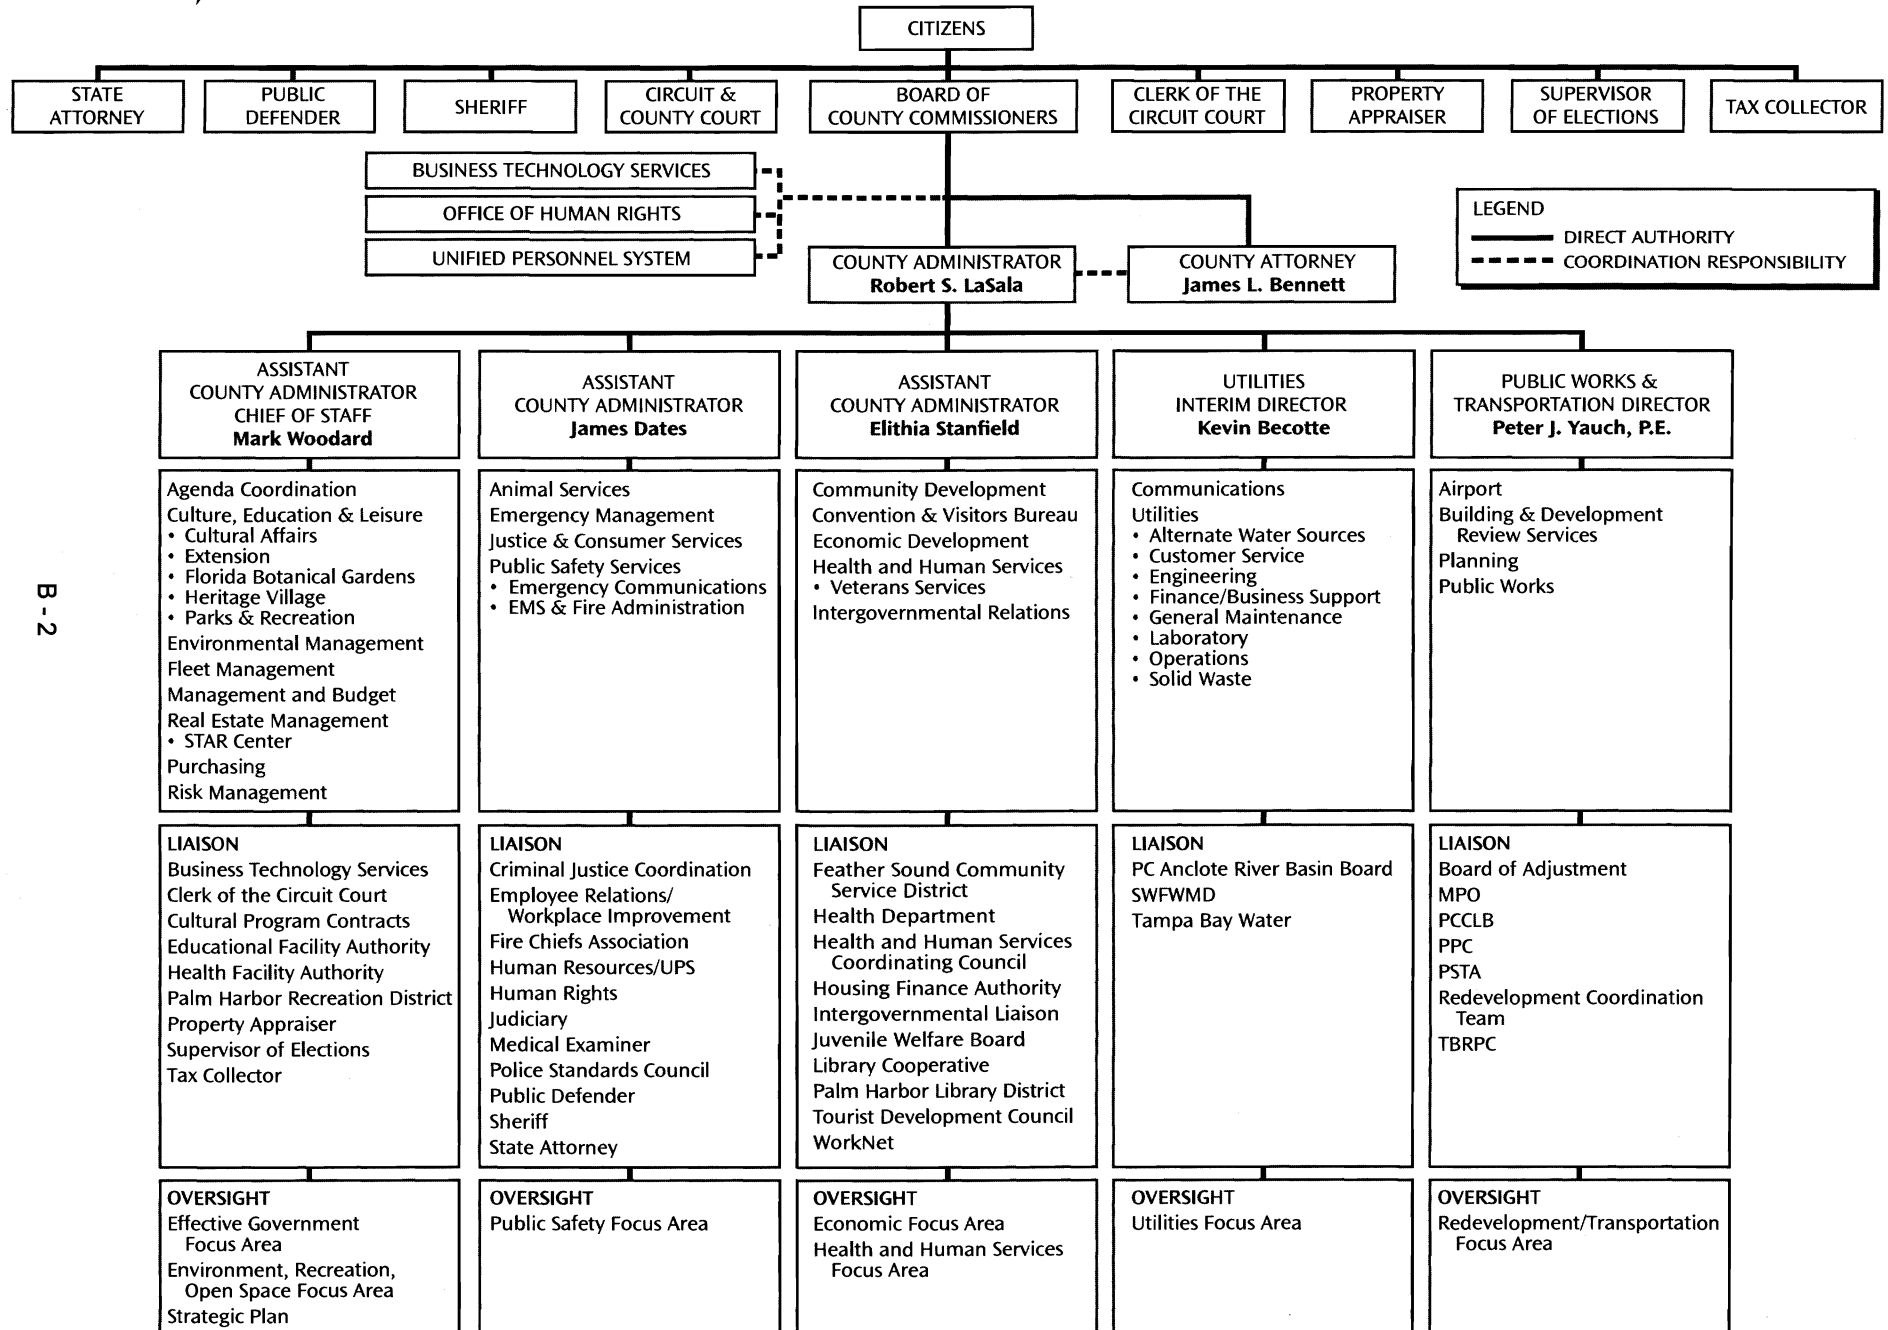 CITIZENS
STATE
ATTORNEY
PUBLIC
DEFENDER
SHERIFF
CIRCUIT &
COUNTY COURT
BOARD OF
COUNTY COMMISSIONERS
CLERK OF THE
CIRCUIT COURT
PROPERTY
APPRAISER
SUPERVISOR
OF ELECTIONS
TAX COLLECTOR
BUSINESS TECHNOLOGY SERVICES
OFFICE OF HUMAN RIGHTS
UNIFIED PERSONNEL SYSTEM
LEGEND
DIRECT AUTHORITY
COORDINATION RESPONSIBILITY
COUNTY ADMINISTRATOR
Robert S. LaSala
COUNTY ATTORNEY
James L. Bennett
ASSISTANT
COUNTY ADMINISTRATOR
CHIEF OF STAFF
Mark Woodard
ASSISTANT
COUNTY ADMINISTRATOR
James Dates
ASSISTANT
COUNTY ADMINISTRATOR
Elithia Stanfield
UTILITIES
INTERIM DIRECTOR
Kevin Becotte
PUBLIC WORKS &
TRANSPORTATION DIRECTOR
Peter J. Yauch, P.E.
Agenda Coordination
Culture, Education & Leisure
• Cultural Affairs
• Extension
• Florida Botanical Gardens
• Heritage Village
• Parks & Recreation
Environmental Management
Fleet Management
Management and Budget
Real Estate Management
• STAR Center
Purchasing
Risk Management
Animal Services
Emergency Management
Justice & Consumer Services
Public Safety Services
• Emergency Communications
• EMS & Fire Administration
Community Development
Convention & Visitors Bureau
Economic Development
Health and Human Services
• Veterans Services
Intergovernmental Relations
Communications
Utilities
• Alternate Water Sources
• Customer Service
• Engineering
• Finance/Business Support
• General Maintenance
• Laboratory
• Operations
• Solid Waste
Airport
Building & Development
Review Services
Planning
Public Works
B-2
LIAISON
Business Technology Services
Clerk of the Circuit Court
Cultural Program Contracts
Educational Facility Authority
Health Facility Authority
Palm Harbor Recreation District
Property Appraiser
Supervisor of Elections
Tax Collector
LIAISON
Criminal Justice Coordination
Employee Relations/
Workplace Improvement
Fire Chiefs Association
Human Resources/UPS
Human Rights
Judiciary
Medical Examiner
Police Standards Council
Public Defender
Sheriff
State Attorney
LIAISON
Feather Sound Community
Service District
Health Department
Health and Human Services
Coordinating Council
Housing Finance Authority
Intergovernmental Liaison
Juvenile Welfare Board
Library Cooperative
Palm Harbor Library District
Tourist Development Council
WorkNet
LIAISON
PC Anclote River Basin Board
SWFWMD
Tampa Bay Water
LIAISON
Board of Adjustment
MPO
PCCLB
PPC
PSTA
Redevelopment Coordination
Team
TBRPC
OVERSIGHT
Effective Government
Focus Area
Environment, Recreation,
Open Space Focus Area
Strategic Plan
OVERSIGHT
Public Safety Focus Area
OVERSIGHT
Economic Focus Area
Health and Human Services
Focus Area
OVERSIGHT
Utilities Focus Area
OVERSIGHT
Redevelopment/Transportation
Focus Area